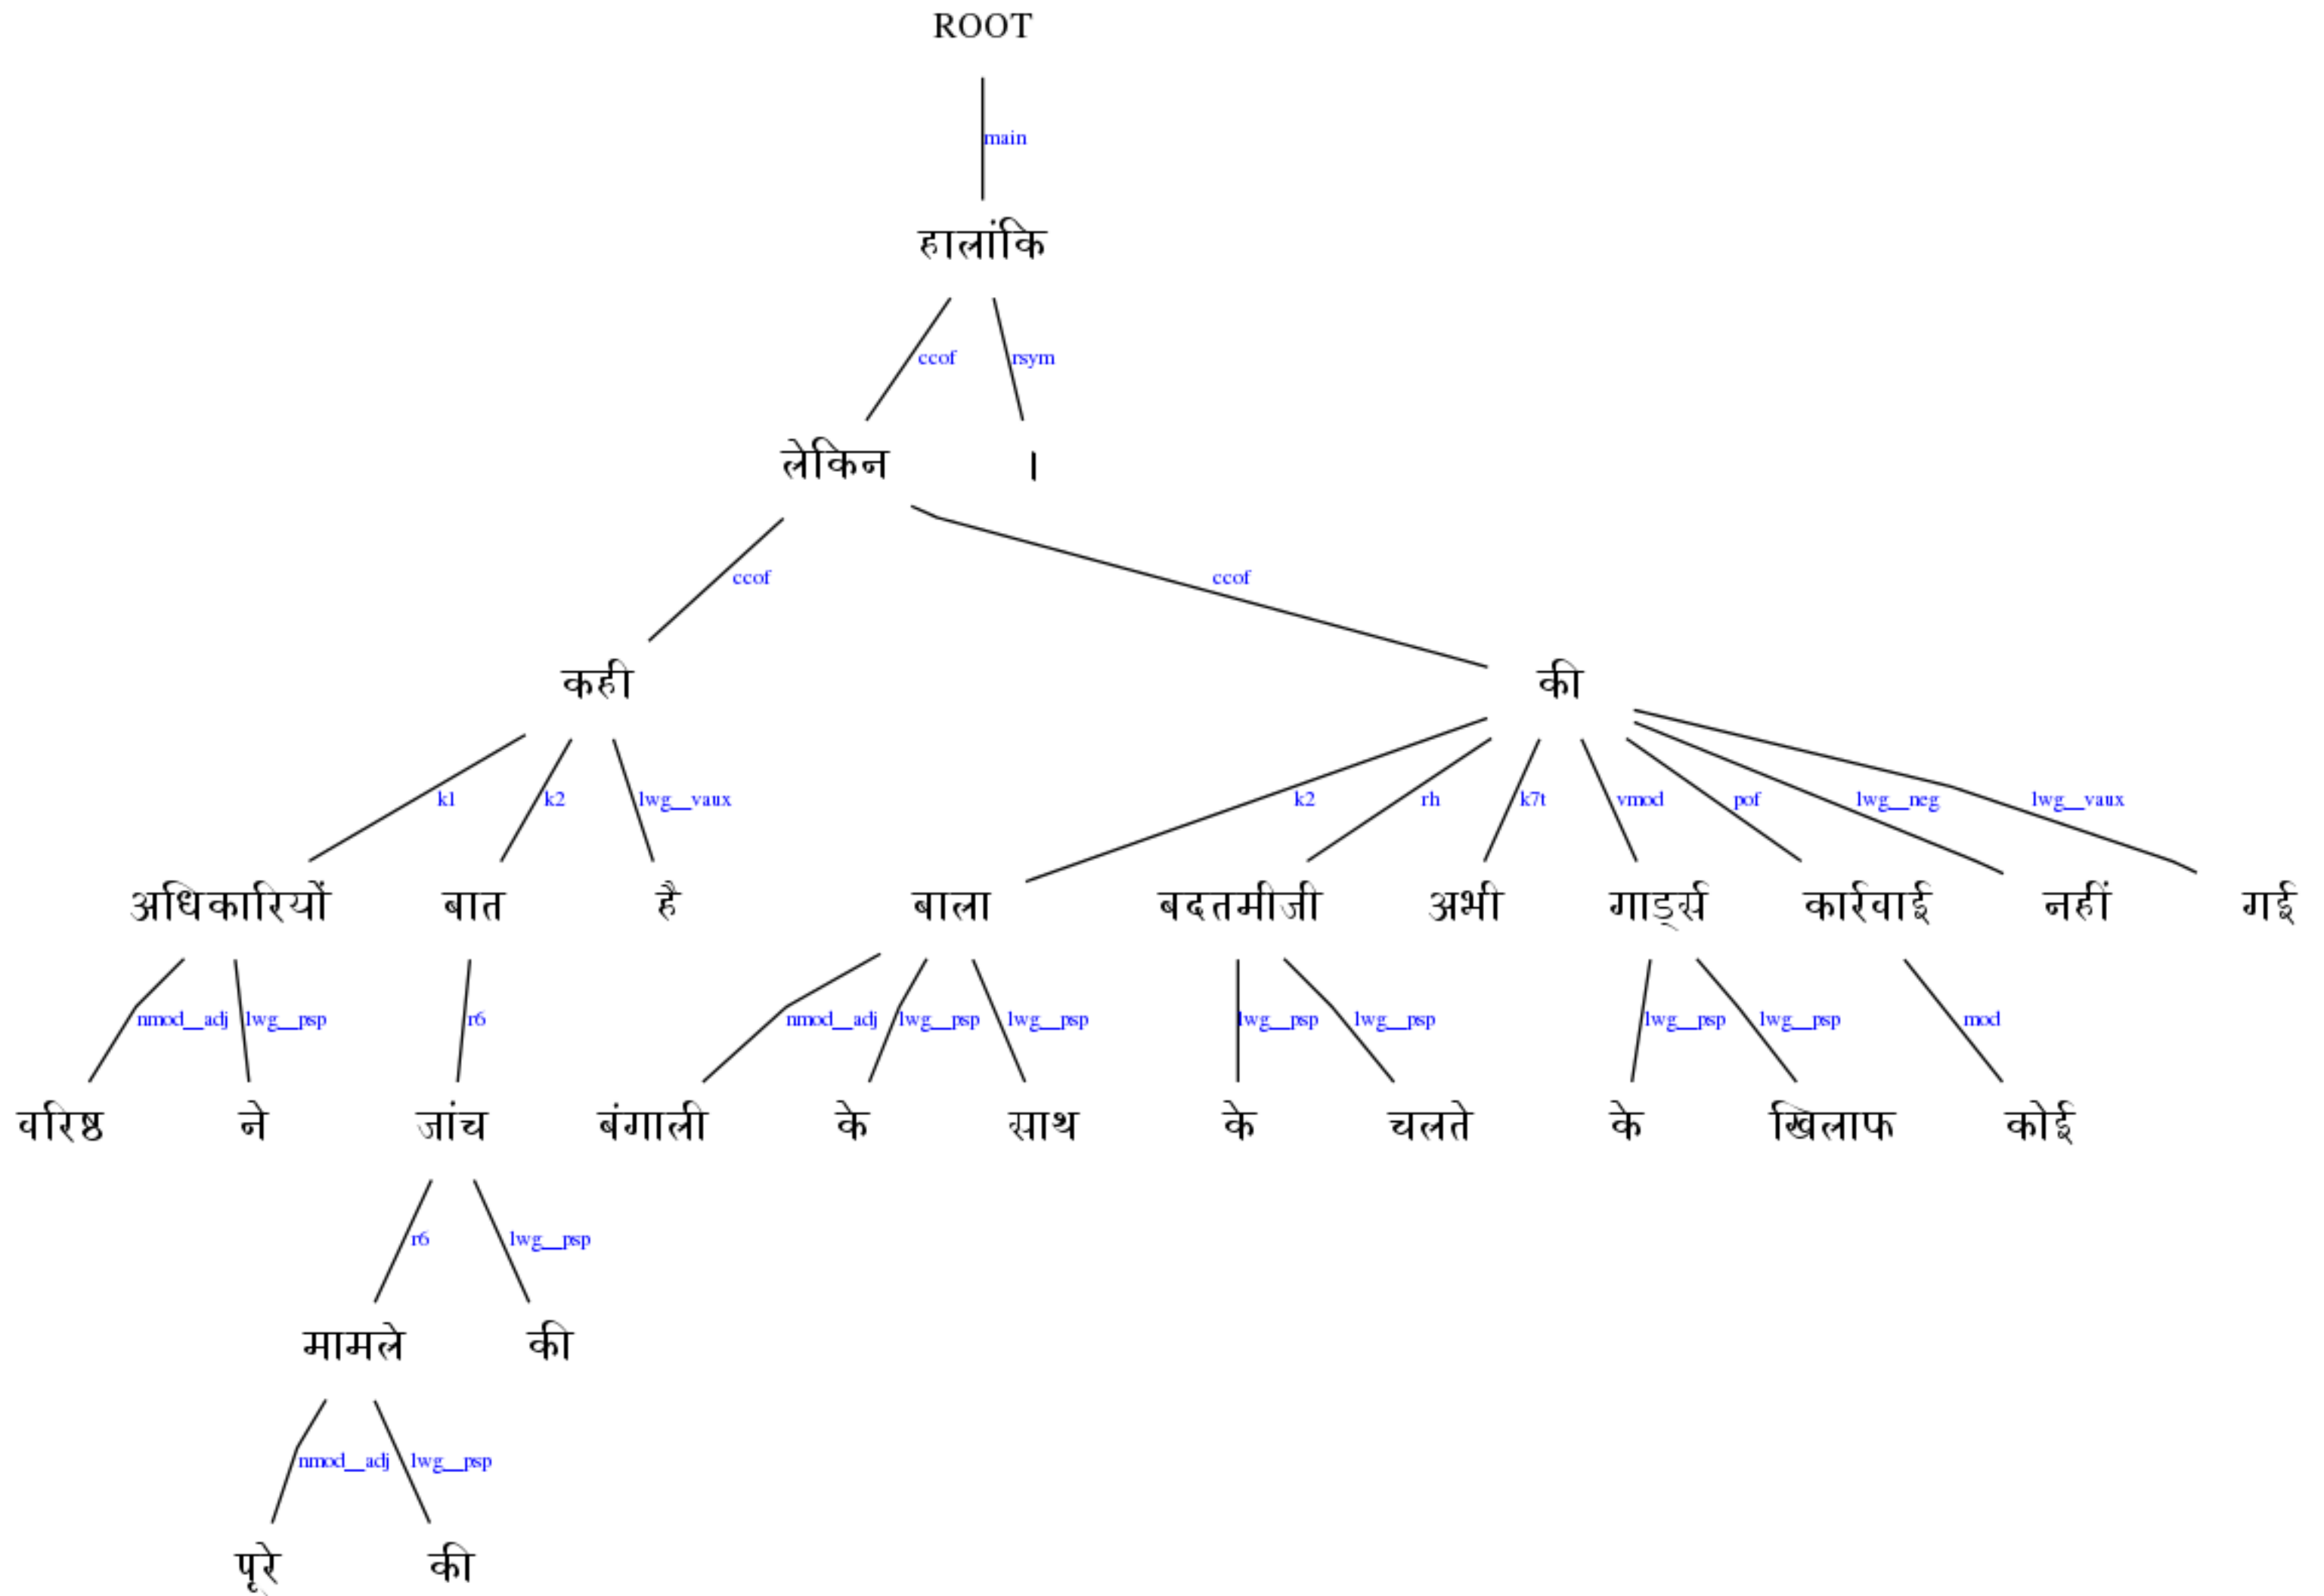 ROOT
main
हालांकि
ccof rsym
लेकिन ।
ccof ccof
कही की
k1 k2 lwg__vaux k2 rh k7t vmod pof lwg__neg lwg__vaux
अधिकारियों बात है बाला बदतमीजी अभी गार्ड्स कार्रवाई नहीं गई
nmod__adj lwg__psp r6 nmod__adj lwg__psp lwg__psp lwg__psp lwg__psp lwg__psp lwg__psp mod
वरिष्ठ ने जांच बंगाली के साथ के चलते के खिलाफ कोई
r6 lwg__psp
मामले की
nmod__adj lwg__psp
पूरे की